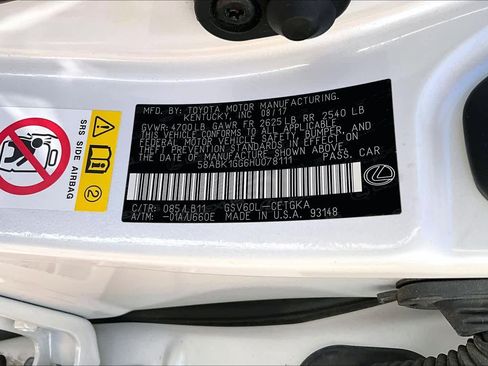 MFD. BY: TOYOTA MOTOR MANUFACTURING.
KENTUCKY, INC 08/17
GVWR: 4700LB GAWR FR 2625LB RR 2540 LB
THIS VEHICLE CONFORMS TO ALL APPLICABLE
FEDERAL MOTOR VEHICLE SAFETY, BUMPER, AND
THEFT PREVENTION STANDARDS IN EFFECT ON
THE DATE OF MANUFACTURE SHOWN ABOVE.
58ABK1GG6HU078111 PASS. CAR
C/TR: 085/LB11 GSV60L-CETGKA
A/TM: -01A/U660E MADE IN U.S.A. 93148
SRS SIDE AIRBAG